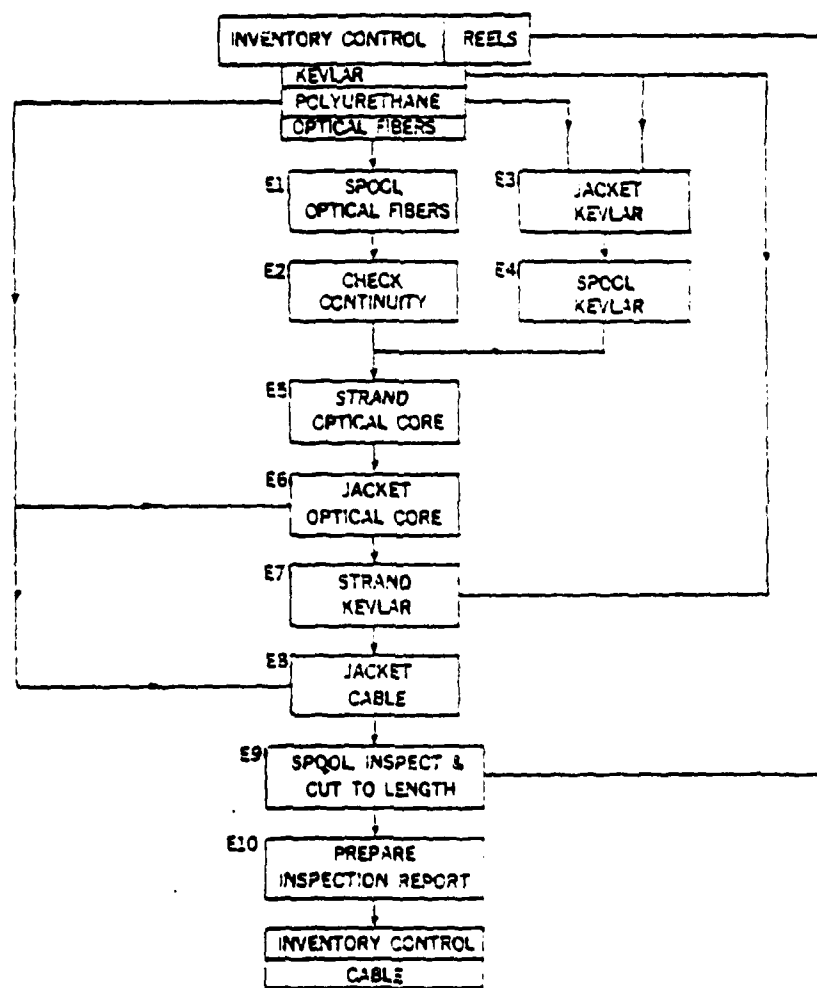 INVENTORY CONTROL REELS
KEVLAR
POLYURETHANE
OPTICAL FIBERS
E1 SPOOL
OPTICAL FIBERS
E3 JACKET
KEVLAR
E2 CHECK
CONTINUITY
E4 SPOOL
KEVLAR
E5 STRAND
OPTICAL CORE
E6 JACKET
OPTICAL CORE
E7 STRAND
KEVLAR
E8 JACKET
CABLE
E9 SPOOL, INSPECT &
CUT TO LENGTH
E10 PREPARE
INSPECTION REPORT
INVENTORY CONTROL
CABLE